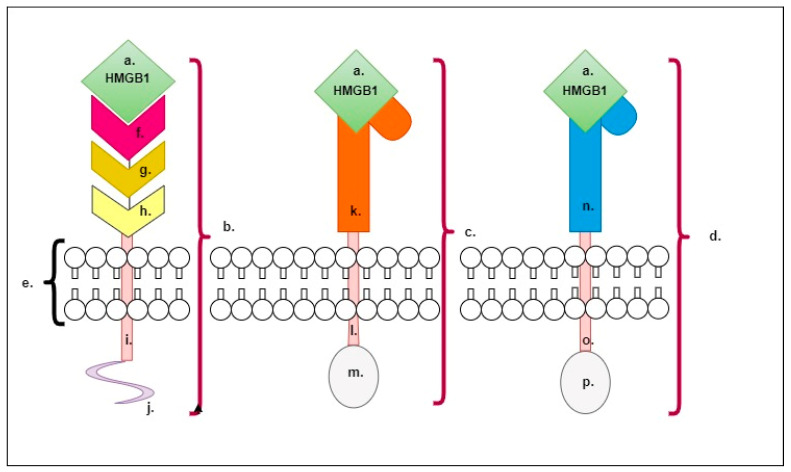 a.
HMGB1
a.
HMGB1
a.
HMGB1
f.
g.
h.
k.
n.
b.
c.
d.
e.
i.
l.
o.
m.
p.
j.